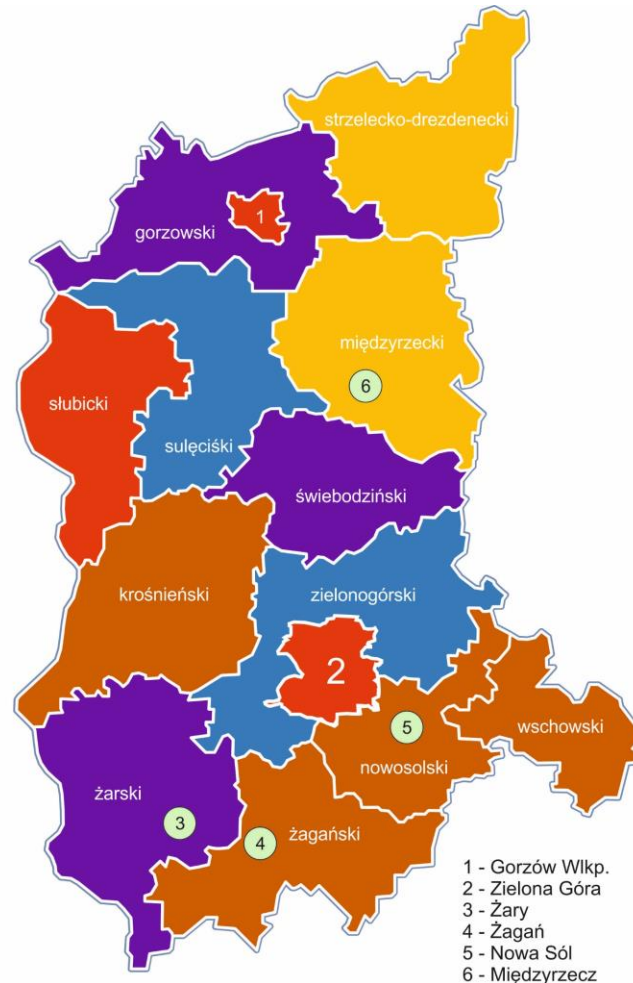 strzelecko-drezdenecki
1
gorzowski
międzyrzecki
6
słubicki
sulęciśki
świebodziński
krośnieński
zielonogórski
2
5
wschowski
nowosolski
żarski
3
4
żagański
1 - Gorzów Wlkp.
2 - Zielona Góra
3 - Żary
4 - Żagań
5 - Nowa Sól
6 - Międzyrzecz